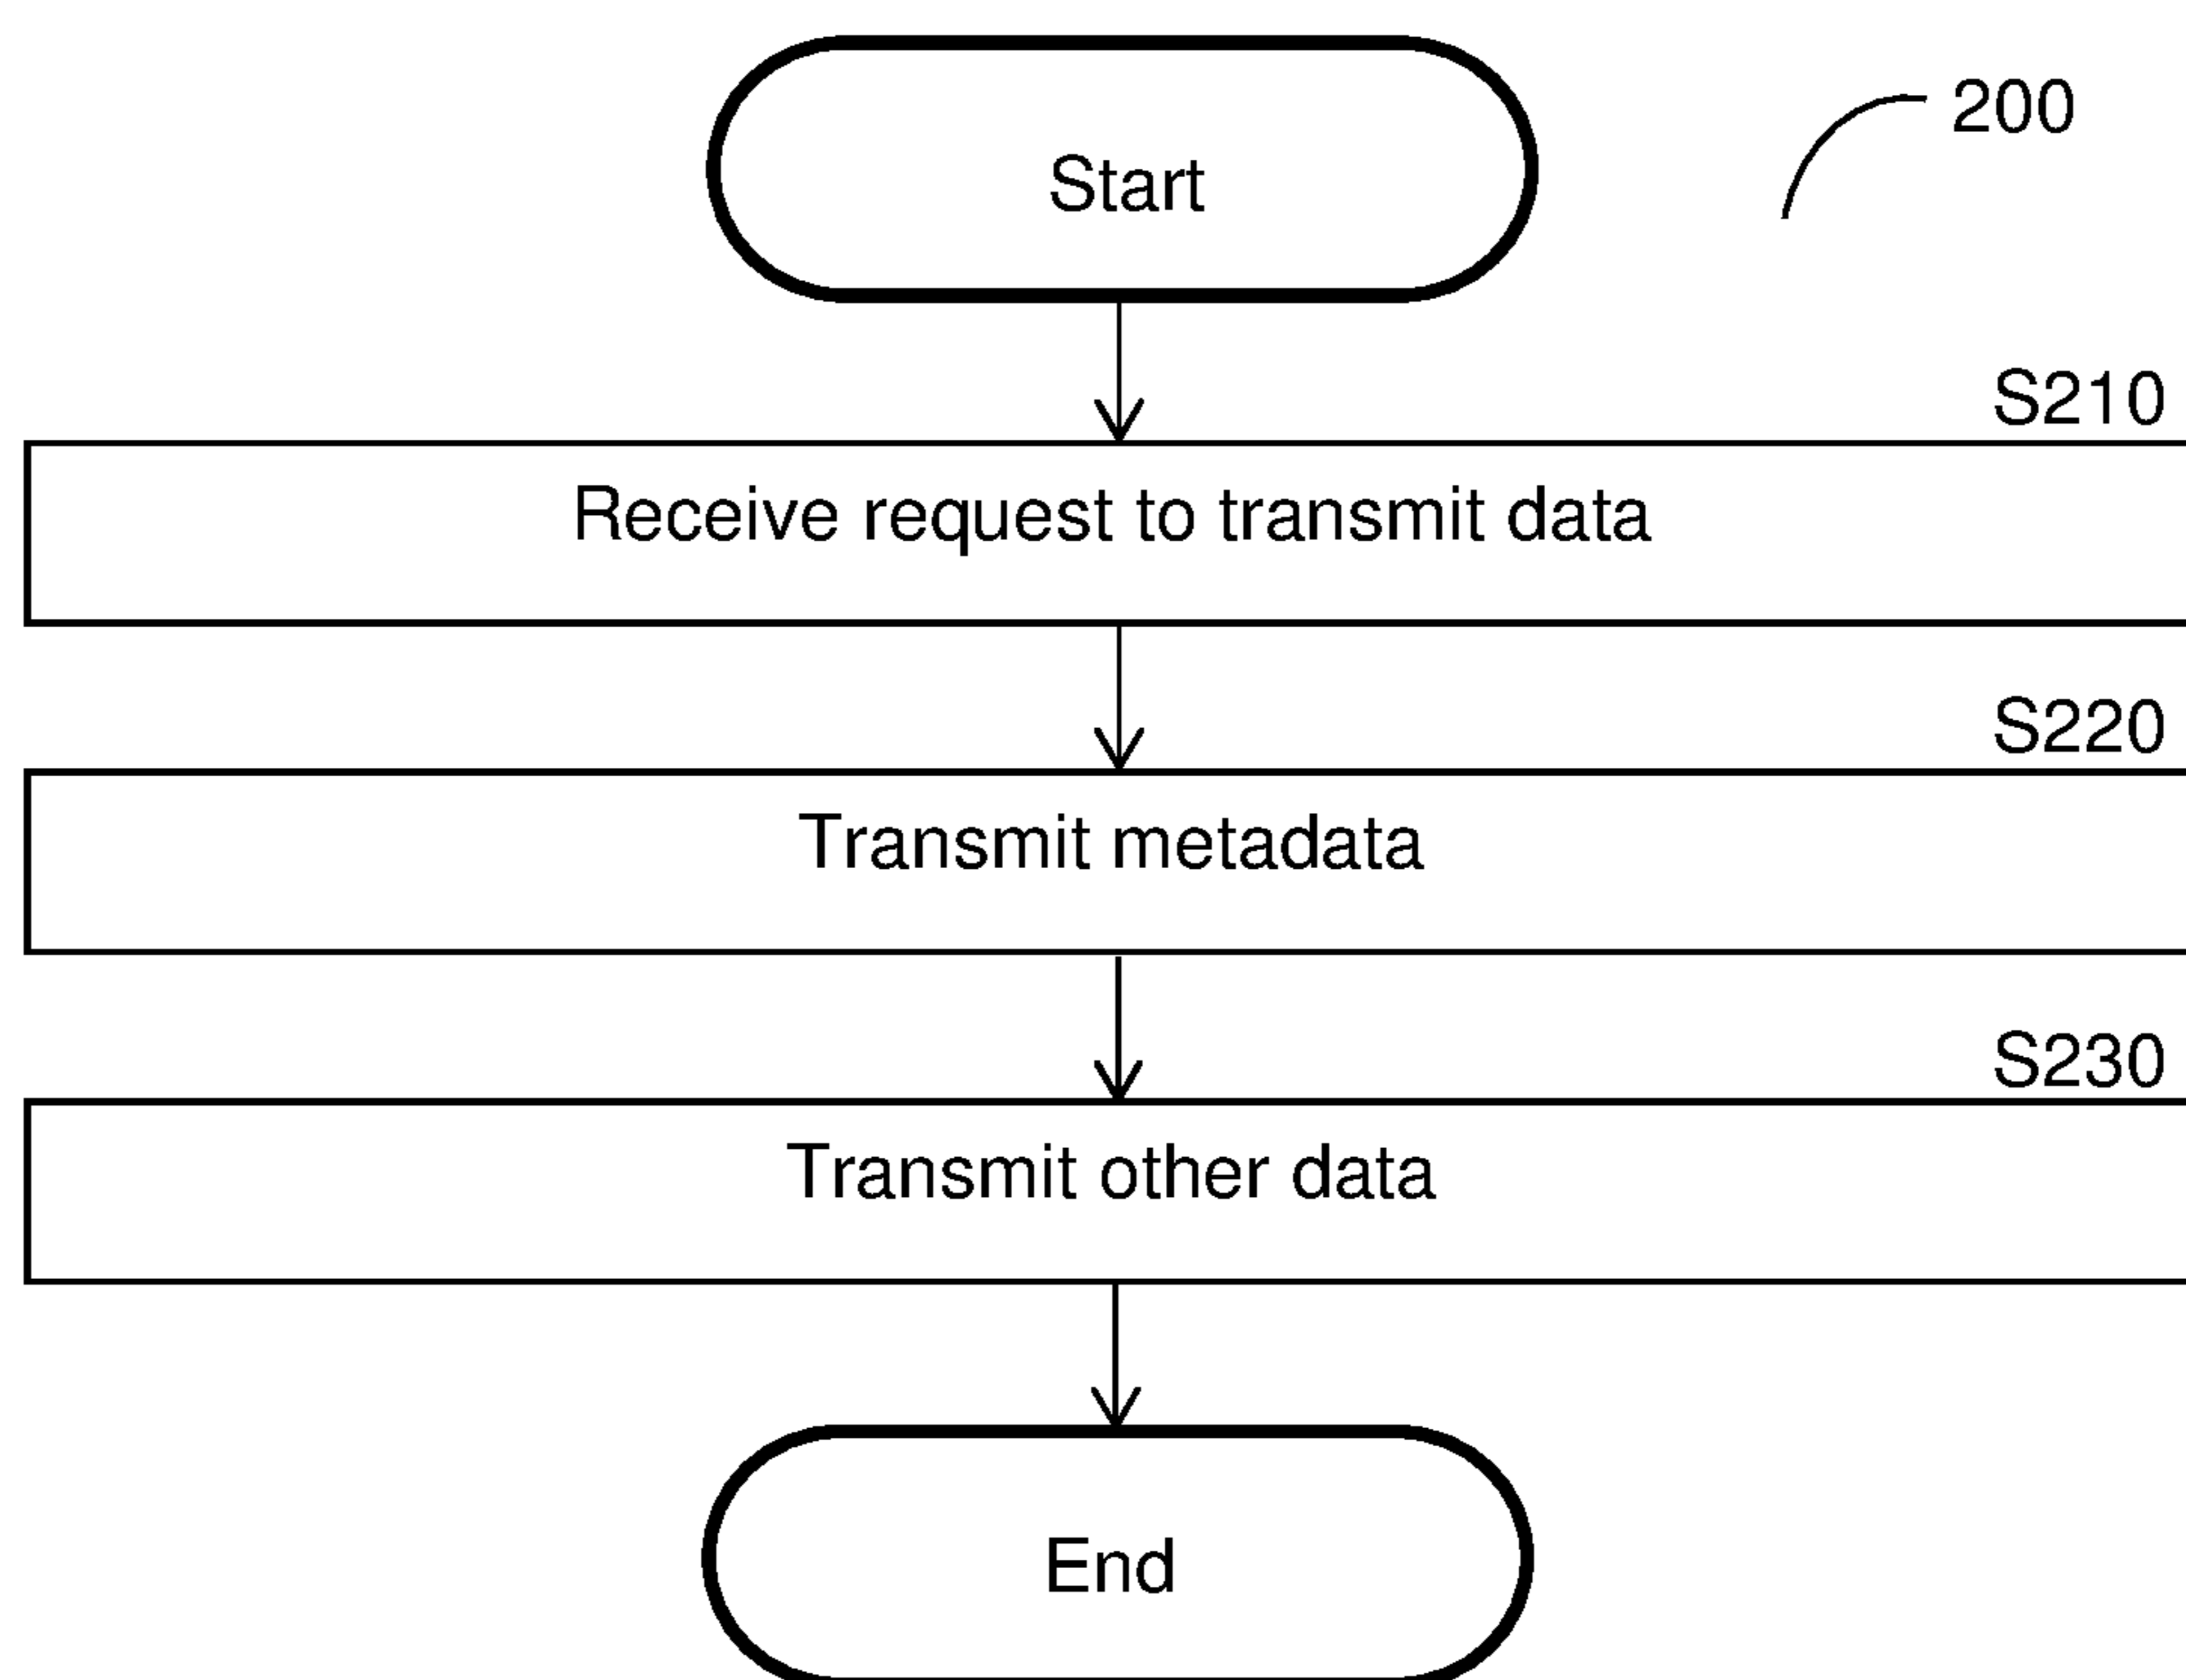 Start
200
S210
Receive request to transmit data
S220
Transmit metadata
S230
Transmit other data
End